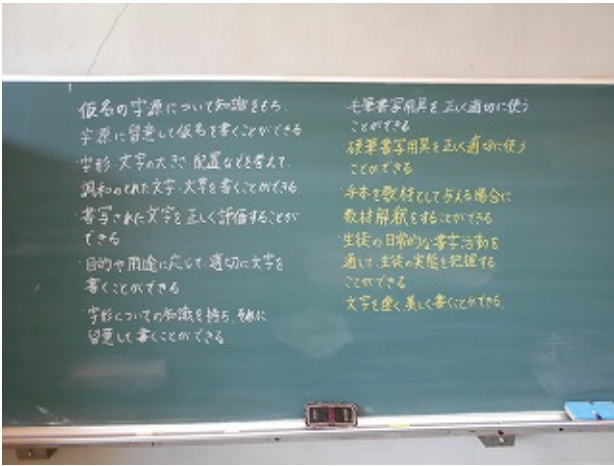 仮名の字源について知識をもち、
字源に留意して仮名を書くことができる
・字形・文字の大きさ、配置などを考えて、
調和のとれた文字・文字を書くことができる。
・書写された文字を正しく評価することが
できる
・目的や用途に応じて、適切に文字を
書くことができる
・字形についての知識を持ち、それに
留意して書くことができる
毛筆書写用具を正しく適切に使う
ことができる
硬筆書写用具を正しく適切に使う
ことができる
・手本を教材として与える場合に
教材解釈をすることができる
・生徒の日常的な書字活動を
通して、生徒の実態を把握する
ことができる
文字を速く、美しく書くことができる。